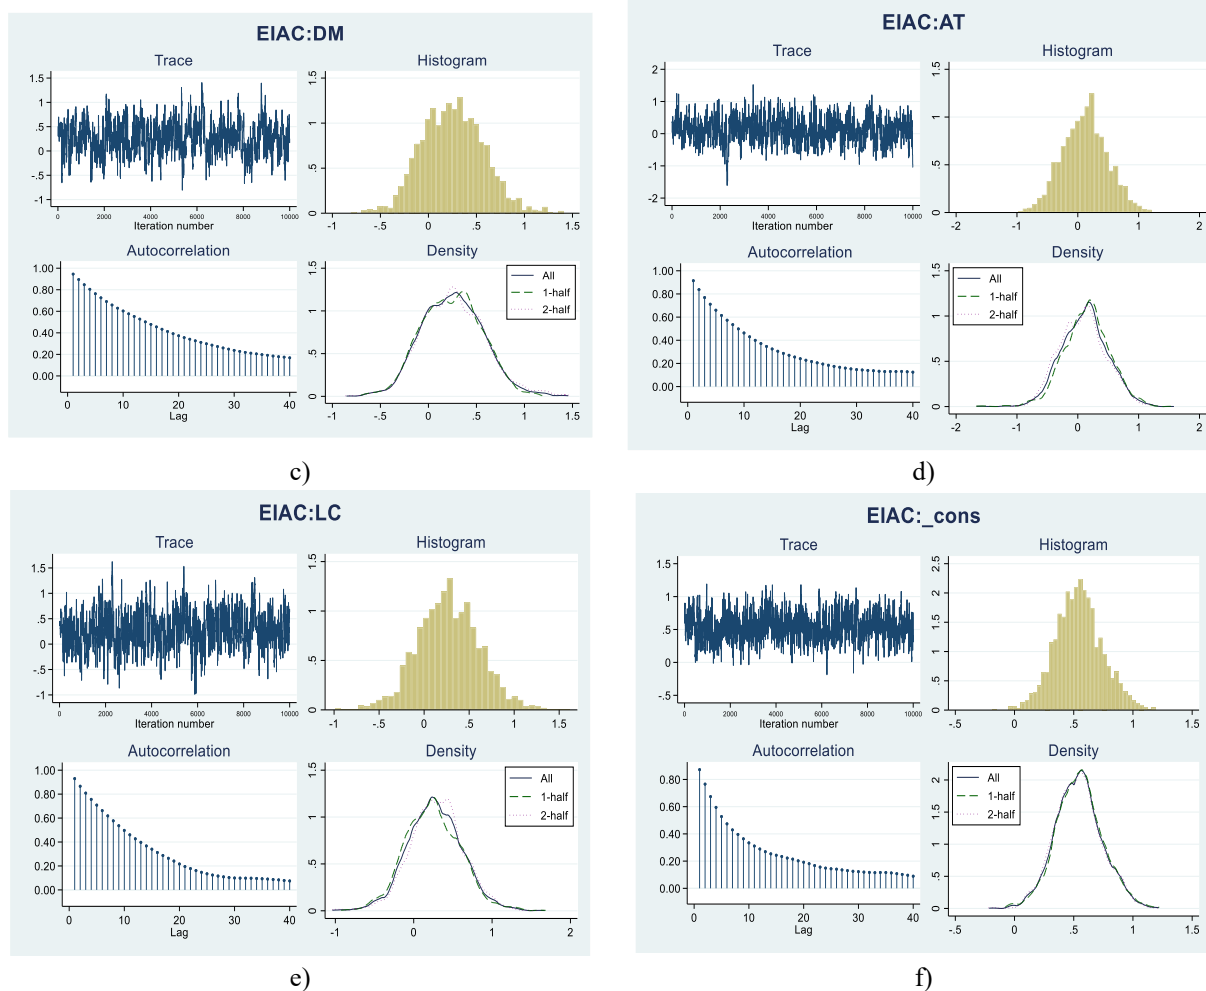 EIAC:DM
Trace
1.5
1
.5
0
-.5
-1
0 2000 4000 6000 8000 10000
Iteration number
Histogram
1.5
1
.5
0
-1 -.5 0 .5 1 1.5
Autocorrelation
1.00
0.80
0.60
0.40
0.20
0.00
0 10 20 30 40
Lag
Density
1.5
1
.5
0
All
1-half
2-half
-1 -.5 0 .5 1 1.5
c)
EIAC:AT
Trace
2
1
0
-1
-2
0 2000 4000 6000 8000 10000
Iteration number
Histogram
1.5
1
.5
0
-2 -1 0 1 2
Autocorrelation
1.00
0.80
0.60
0.40
0.20
0.00
0 10 20 30 40
Lag
Density
1.5
1
.5
0
All
1-half
2-half
-2 -1 0 1 2
d)
EIAC:LC
Trace
1.5
1
.5
0
-.5
-1
0 2000 4000 6000 8000 10000
Iteration number
Histogram
1.5
1
.5
0
-1 -.5 0 .5 1 1.5
Autocorrelation
1.00
0.80
0.60
0.40
0.20
0.00
0 10 20 30 40
Lag
Density
1.5
1
.5
0
All
1-half
2-half
-1 0 1 2
e)
EIAC:_cons
Trace
1.5
1
.5
0
-.5
0 2000 4000 6000 8000 10000
Iteration number
Histogram
2.5
2
1.5
1
.5
0
-.5 0 .5 1 1.5
Autocorrelation
0.80
0.60
0.40
0.20
0.00
0 10 20 30 40
Lag
Density
2
1.5
1
.5
0
All
1-half
2-half
-.5 0 .5 1 1.5
f)